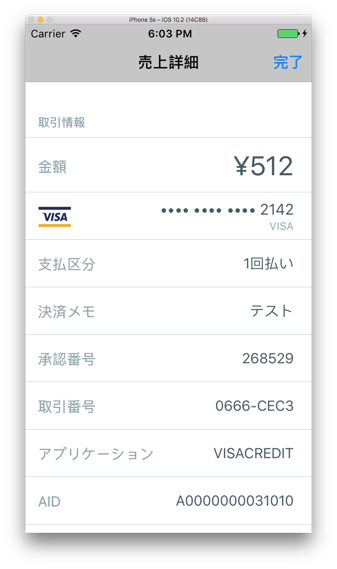 iPhone 5s – iOS 10.2 (14C89)
Carrier 6:03 PM
売上詳細 完了
取引情報
金額 ¥512
VISA •••• •••• •••• 2142
VISA
支払区分 1回払い
決済メモ テスト
承認番号 268529
取引番号 0666-CEC3
アプリケーション VISACREDIT
AID A0000000031010